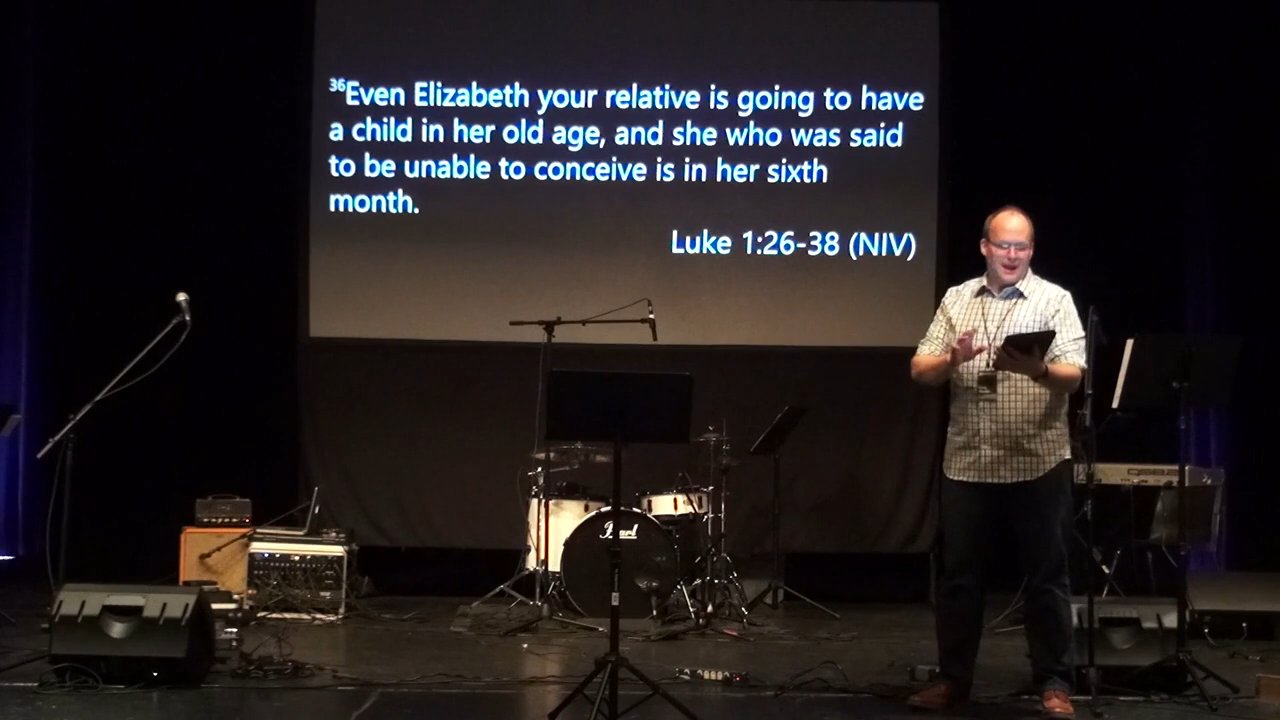 ³⁶Even Elizabeth your relative is going to have
a child in her old age, and she who was said
to be unable to conceive is in her sixth
month.
Luke 1:26-38 (NIV)
Pearl